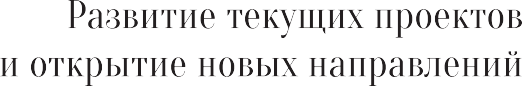 Развитие текущих проектов
и открытие новых направлений